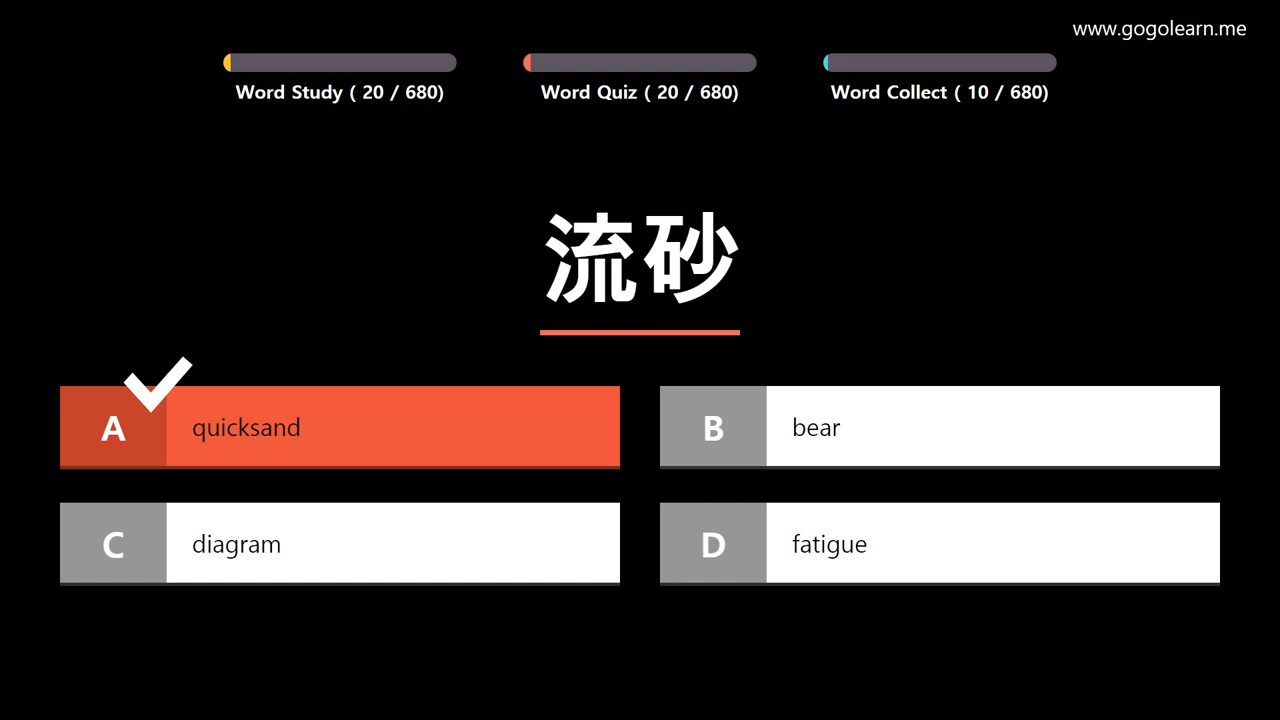 www.gogolearn.me
Word Study ( 20 / 680)
Word Quiz ( 20 / 680)
Word Collect ( 10 / 680)
流砂
A quicksand
B bear
C diagram
D fatigue